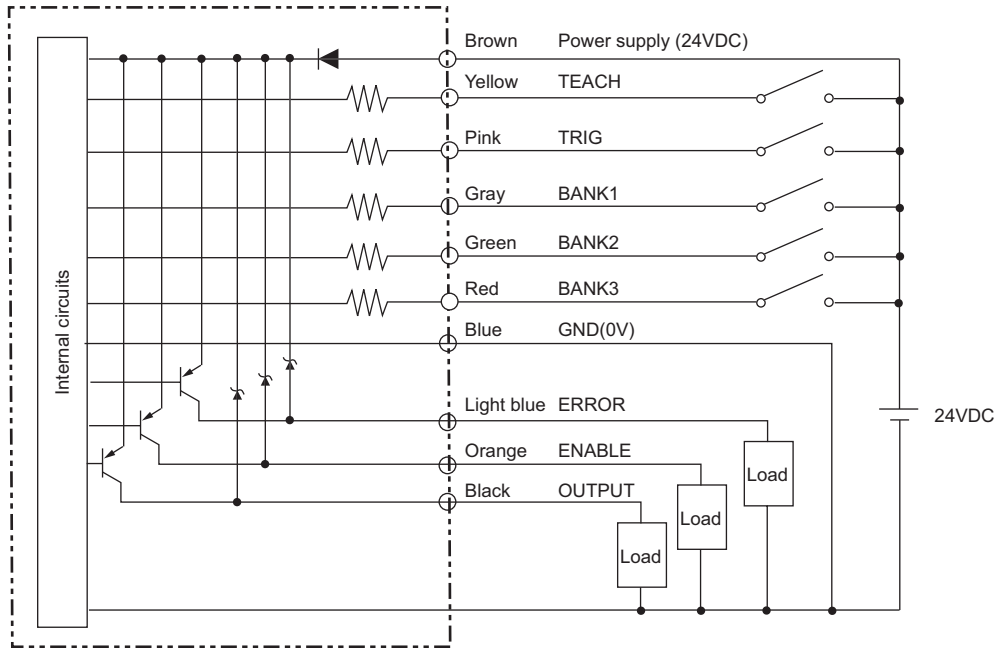 Internal circuits
Brown Power supply (24VDC)
Yellow TEACH
Pink TRIG
Gray BANK1
Green BANK2
Red BANK3
Blue GND(0V)
Light blue ERROR
Orange ENABLE
Black OUTPUT
24VDC
Load
Load
Load